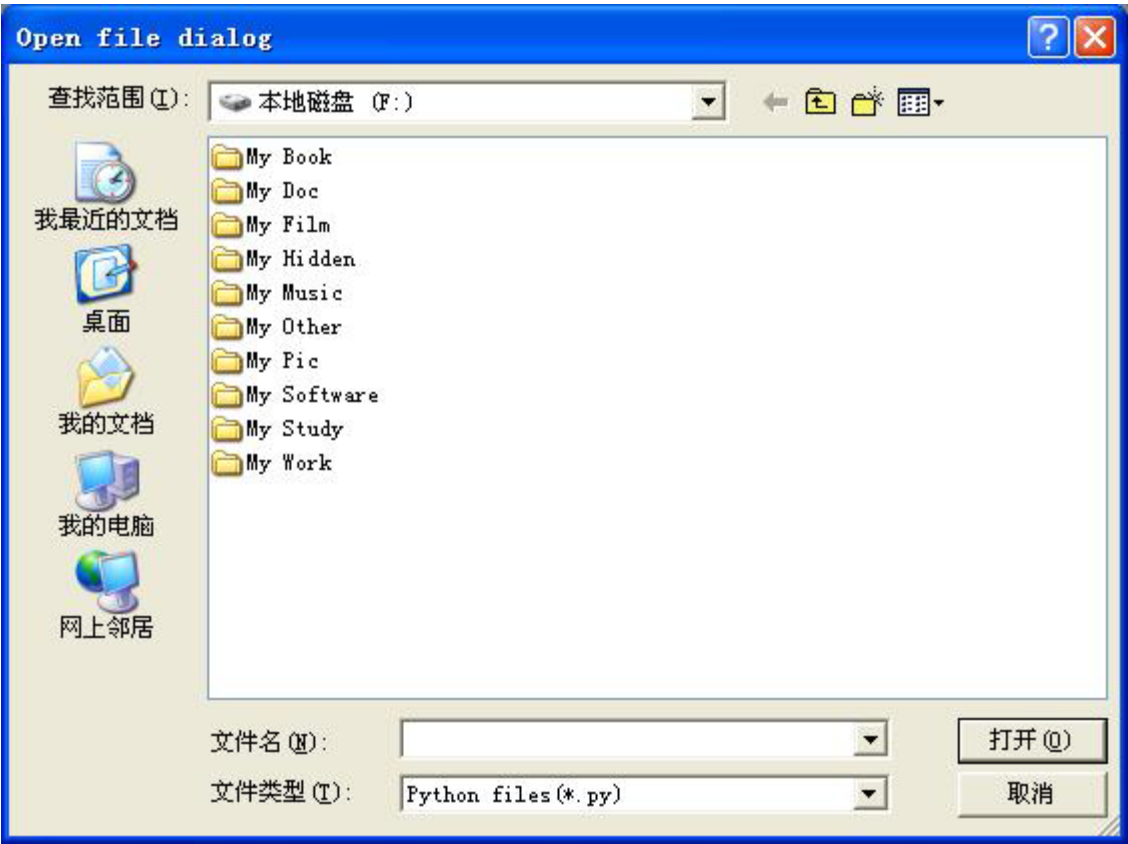 Open file dialog
查找范围(I):
本地磁盘 (F:)
我最近的文档
桌面
我的文档
我的电脑
网上邻居
My Book
My Doc
My Film
My Hidden
My Music
My Other
My Pic
My Software
My Study
My Work
文件名(N):
打开(O)
文件类型(T):
Python files(*.py)
取消